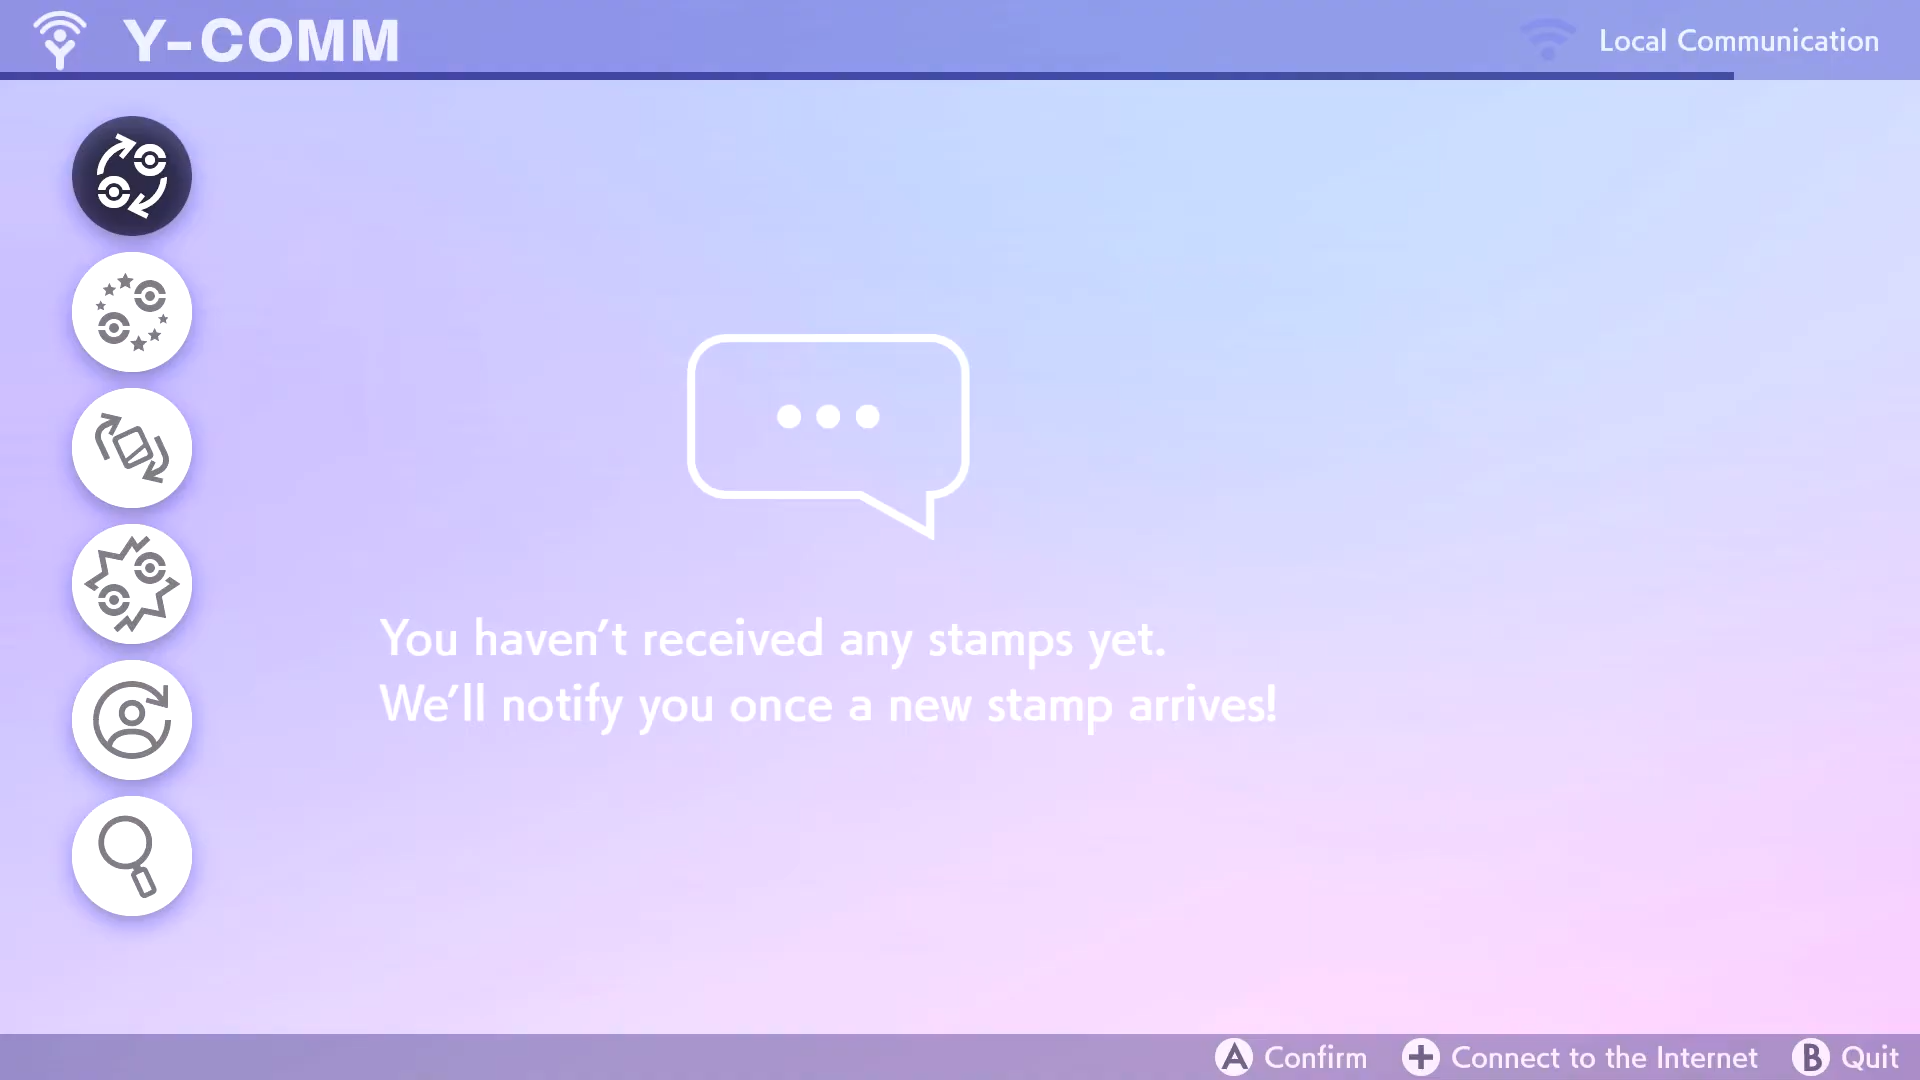 Y-COMM
Local Communication
You haven't received any stamps yet.
We'll notify you once a new stamp arrives!
A Confirm
+ Connect to the Internet
B Quit